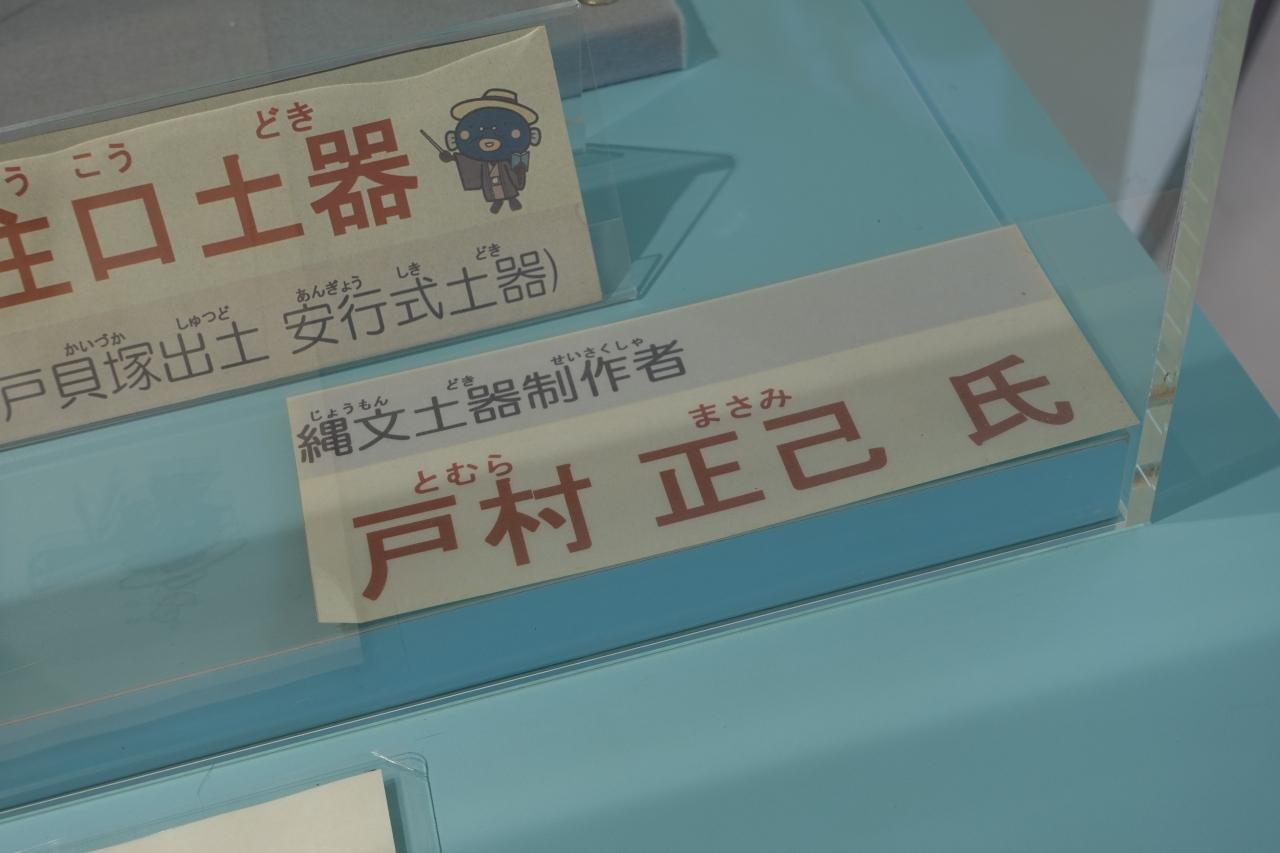 う こう どき
注口土器
かいづか しゅつど あんぎょう しき どき
戸貝塚出土 安行式土器)
じょうもん どき せいさくしゃ
縄文土器制作者
とむら まさみ
戸村 正己 氏